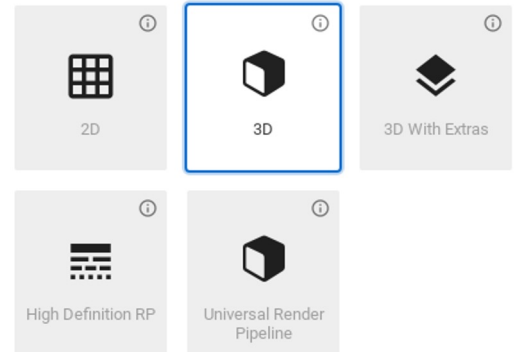 2D
3D
3D With Extras
High Definition RP
Universal Render
Pipeline